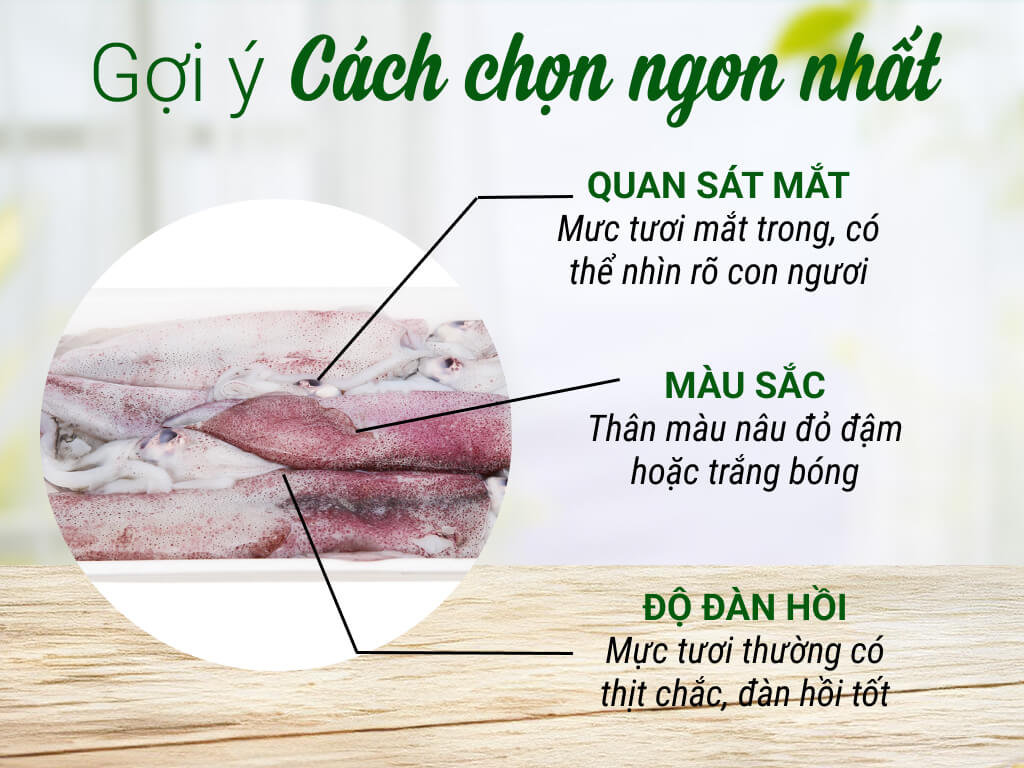 Gợi ý Cách chọn ngon nhất
QUAN SÁT MẮT
Mưc tươi mắt trong, có
thể nhìn rõ con ngươi
MÀU SẮC
Thân màu nâu đỏ đậm
hoặc trắng bóng
ĐỘ ĐÀN HỒI
Mực tươi thường có
thịt chắc, đàn hồi tốt